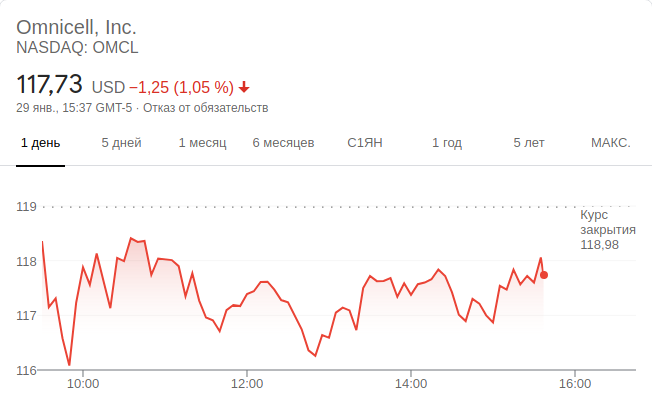 Omnicell, Inc.
NASDAQ: OMCL
117,73 USD −1,25 (1,05 %)
29 янв., 15:37 GMT-5 · Отказ от обязательств
1 день 5 дней 1 месяц 6 месяцев С1ЯН 1 год 5 лет МАКС.
119
Курс
закрытия
118,98
118
117
116
10:00 12:00 14:00 16:00